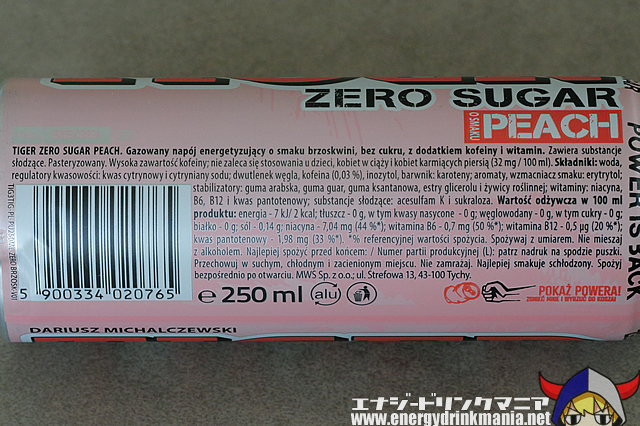 ZERO SUGAR
O SMAKU PEACH
TIGER ZERO SUGAR PEACH. Gazowany napój energetyzujący o smaku brzoskwini, bez cukru, z dodatkiem kofeiny i witamin. Zawiera substancje
słodzące. Pasteryzowany. Wysoka zawartość kofeiny; nie zaleca się stosowania u dzieci, kobiet w ciąży i kobiet karmiących piersią (32 mg / 100 ml). Składniki: woda,
regulatory kwasowości: kwas cytrynowy i cytryniany sodu; dwutlenek węgla, kofeina (0,03 %), inozytol, barwnik: karoteny; aromaty, wzmacniacz smaku: erytrytol;
stabilizatory: guma arabska, guma guar, guma ksantanowa, estry glicerolu i żywicy roślinnej; witaminy: niacyna,
B6, B12 i kwas pantotenowy; substancje słodzące: acesulfam K i sukraloza. Wartość odżywcza w 100 ml
produktu: energia - 7 kJ/ 2 kcal; tłuszcz - 0 g, w tym kwasy nasycone - 0 g; węglowodany - 0 g, w tym cukry - 0 g;
białko - 0 g; sól - 0,14 g; niacyna - 7,04 mg (44 %*); witamina B6 - 0,7 mg (50 %*); witamina B12 - 0,5 µg (20 %*);
kwas pantotenowy - 1,98 mg (33 %*). *% referencyjnej wartości spożycia. Spożywaj z umiarem. Nie mieszaj
z alkoholem. Najlepiej spożyć przed końcem: / Numer partii produkcyjnej (L): patrz nadruk na spodzie puszki.
Przechowuj w suchym, chłodnym i zacienionym miejscu. Nie zamrażaj. Najlepiej smakuje schłodzony. Spożyj
bezpośrednio po otwarciu. MWS Sp. z o.o.; ul. Strefowa 13, 43-100 Tychy.
5 900334 020765
e 250 ml
alu
POKAŻ POWERA!
ZGNIEĆ MNIE I WYRZUĆ DO KOSZA!
POWER IS BACK
DARIUSZ MICHALCZEWSKI
エナジードリンクマニア
www.energydrinkmania.net